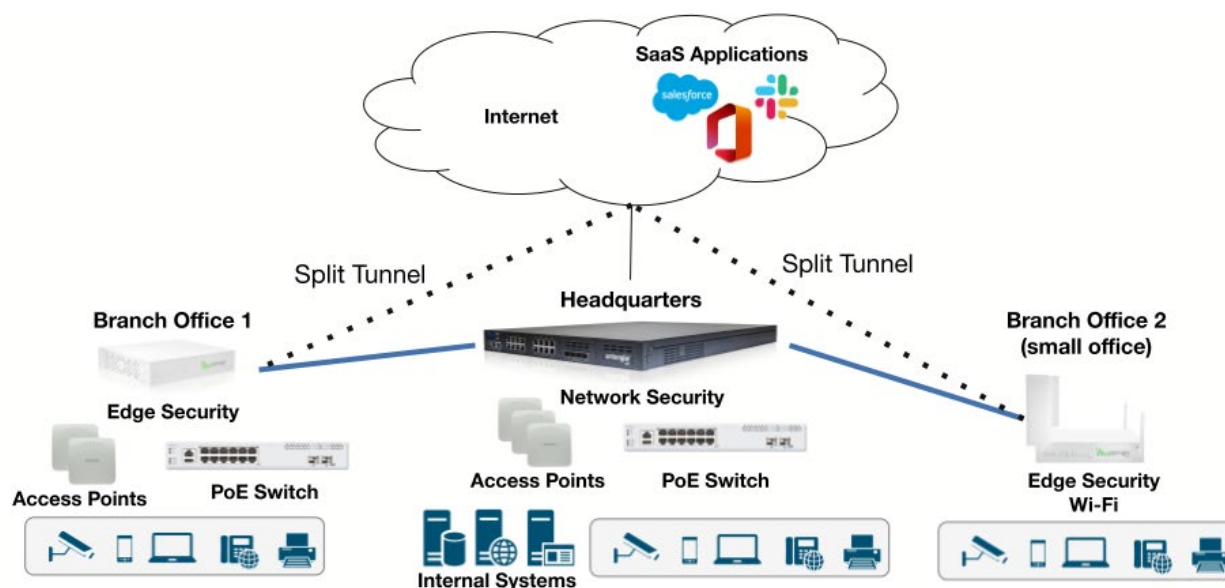 SaaS Applications
salesforce
Internet
Split Tunnel
Split Tunnel
Headquarters
Branch Office 1
Branch Office 2
(small office)
untangle
Edge Security
Network Security
Access Points
PoE Switch
Access Points
PoE Switch
Edge Security
Wi-Fi
Internal Systems